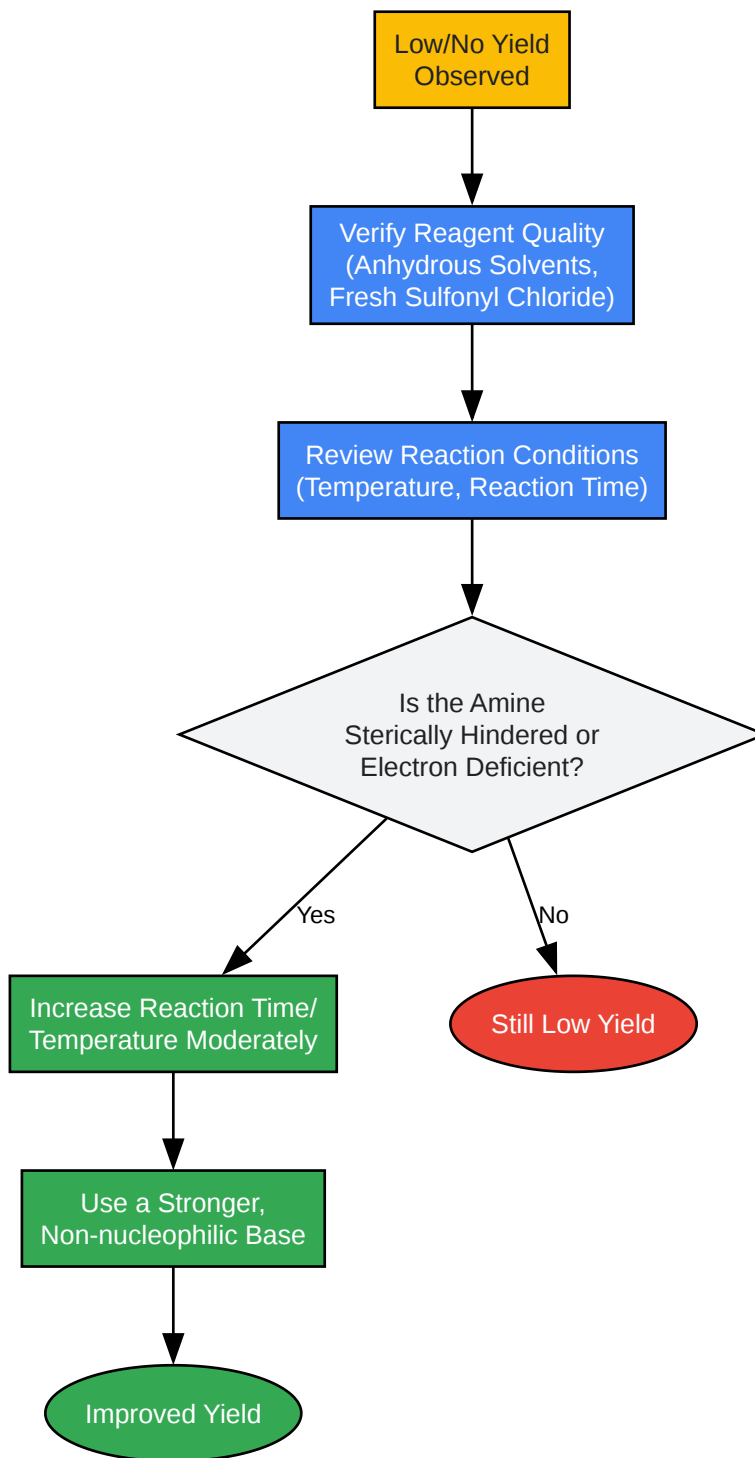 Low/No Yield
Observed
Verify Reagent Quality
(Anhydrous Solvents,
Fresh Sulfonyl Chloride)
Review Reaction Conditions
(Temperature, Reaction Time)
Is the Amine
Sterically Hindered or
Electron Deficient?
Yes
No
Increase Reaction Time/
Temperature Moderately
Still Low Yield
Use a Stronger,
Non-nucleophilic Base
Improved Yield